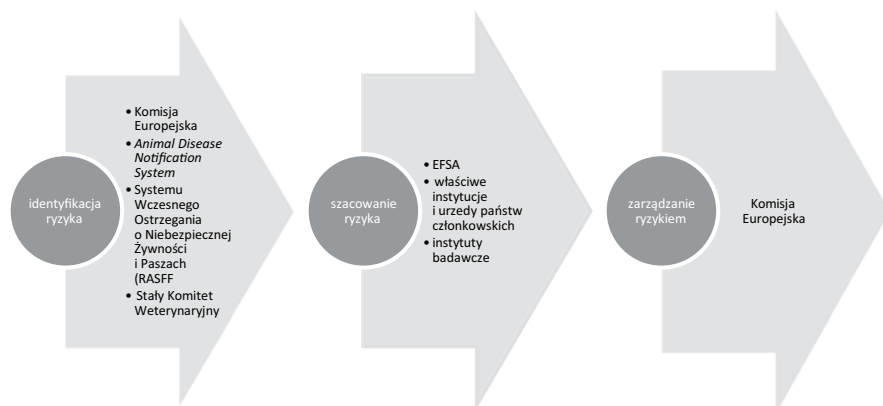 identyfikacja
ryzyka
• Komisja
Europejska
• Animal Disease
Notification
System
• Systemu
Wczesnego
Ostrzegania
o Niebezpiecznej
Żywności
i Paszach
(RASFF
• Stały Komitet
Weterynaryjny
szacowanie
ryzyka
• EFSA
• właściwe
instytucje
i urzedy państw
członkowskich
• instytuty
badawcze
zarządzanie
ryzykiem
Komisja
Europejska